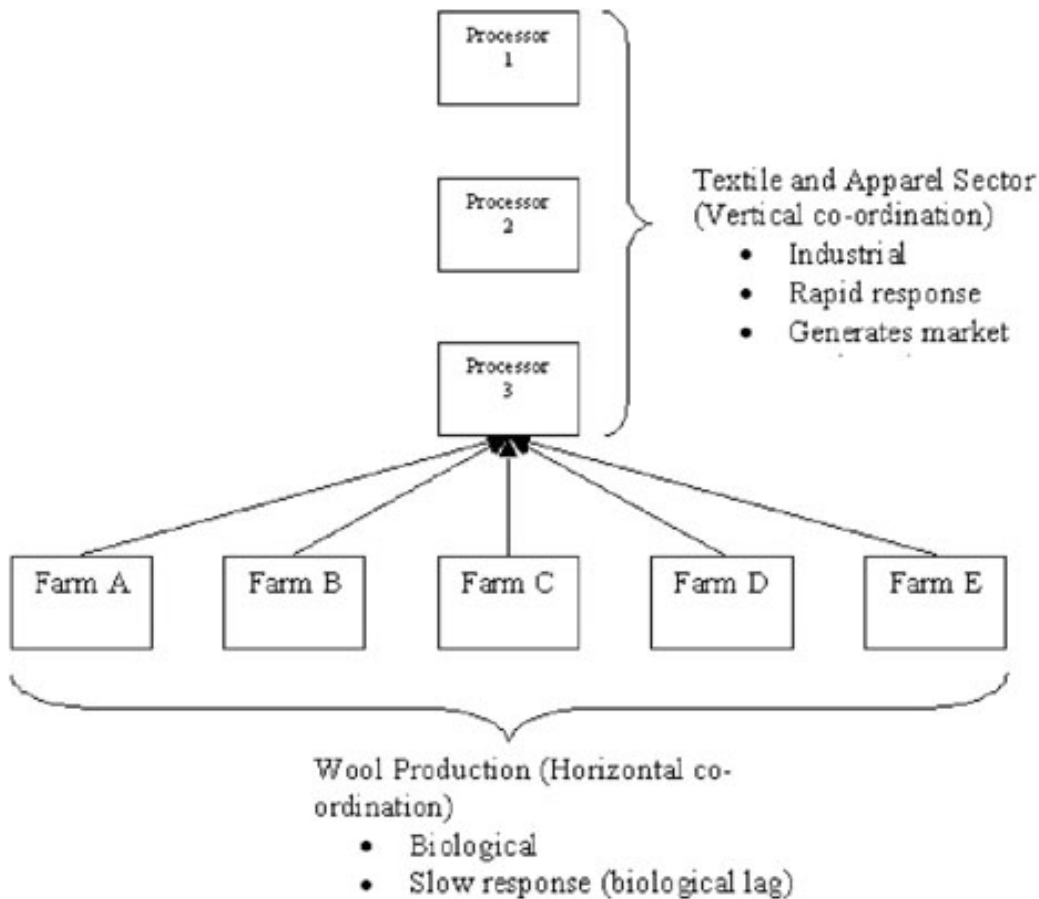 Processor
1
Processor
2
Processor
3
Textile and Apparel Sector
(Vertical co-ordination)
• Industrial
• Rapid response
• Generates market
Farm A
Farm B
Farm C
Farm D
Farm E
Wool Production (Horizontal co-
ordination)
• Biological
• Slow response (biological lag)